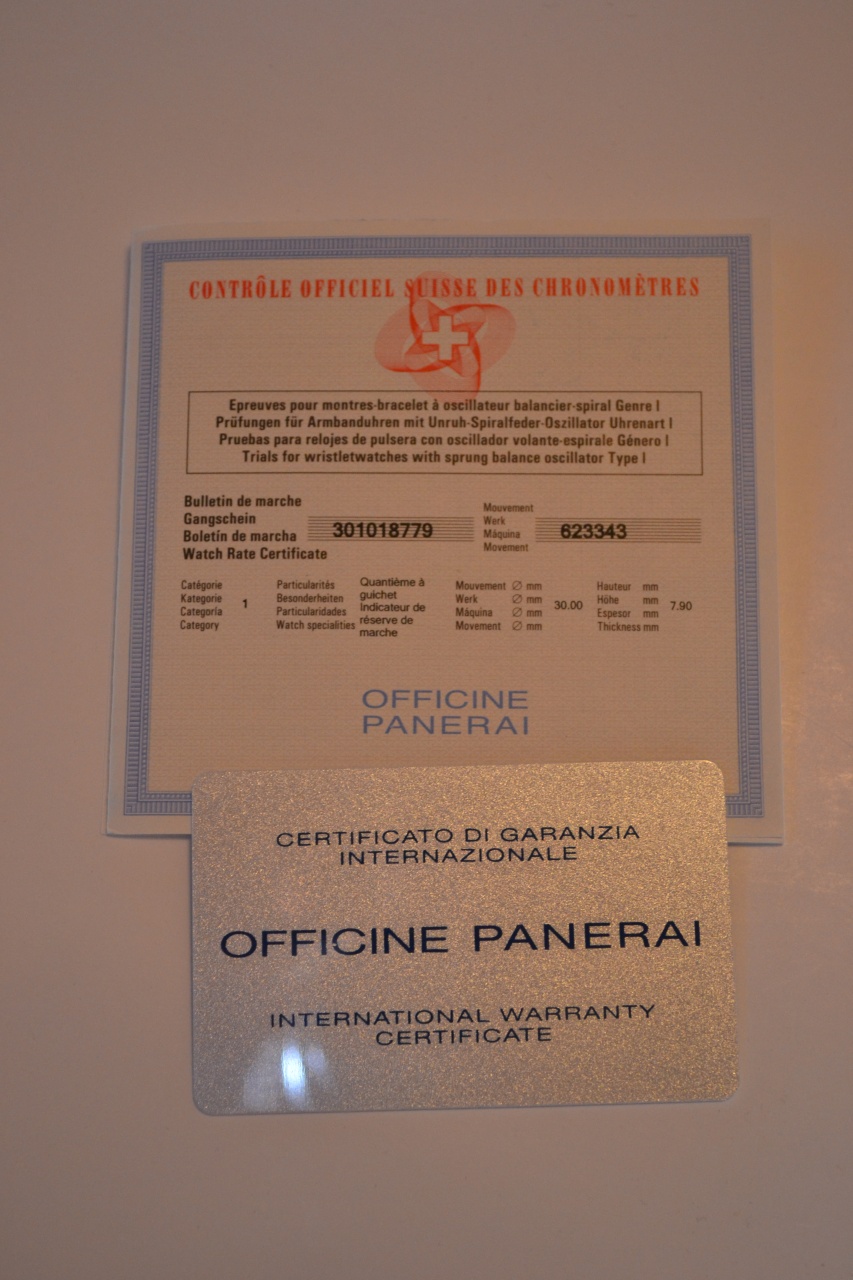 CONTRÔLE OFFICIEL SUISSE DES CHRONOMÈTRES
Epreuves pour montres-bracelet à oscillateur balancier-spiral Genre I
Prüfungen für Armbanduhren mit Unruh-Spiralfeder-Oszillator Uhrenart I
Pruebas para relojes de pulsera con oscillador volante-espirale Género I
Trials for wristletwatches with sprung balance oscillator Type I
Bulletin de marche
Gangschein
Boletín de marcha
Watch Rate Certificate
301018779
Mouvement
Werk
Máquina
Movement
623343
Catégorie
Kategorie
Categoría
Category
1
Particularités
Besonderheiten
Particularidades
Watch specialities
Quantième à
guichet
Indicateur de
réserve de
marche
Mouvement ∅ mm
Werk ∅ mm
Máquina ∅ mm
Movement ∅ mm
30.00
Hauteur mm
Höhe mm
Espesor mm
Thickness mm
7.90
OFFICINE
PANERAI
CERTIFICATO DI GARANZIA
INTERNAZIONALE
OFFICINE PANERAI
INTERNATIONAL WARRANTY
CERTIFICATE